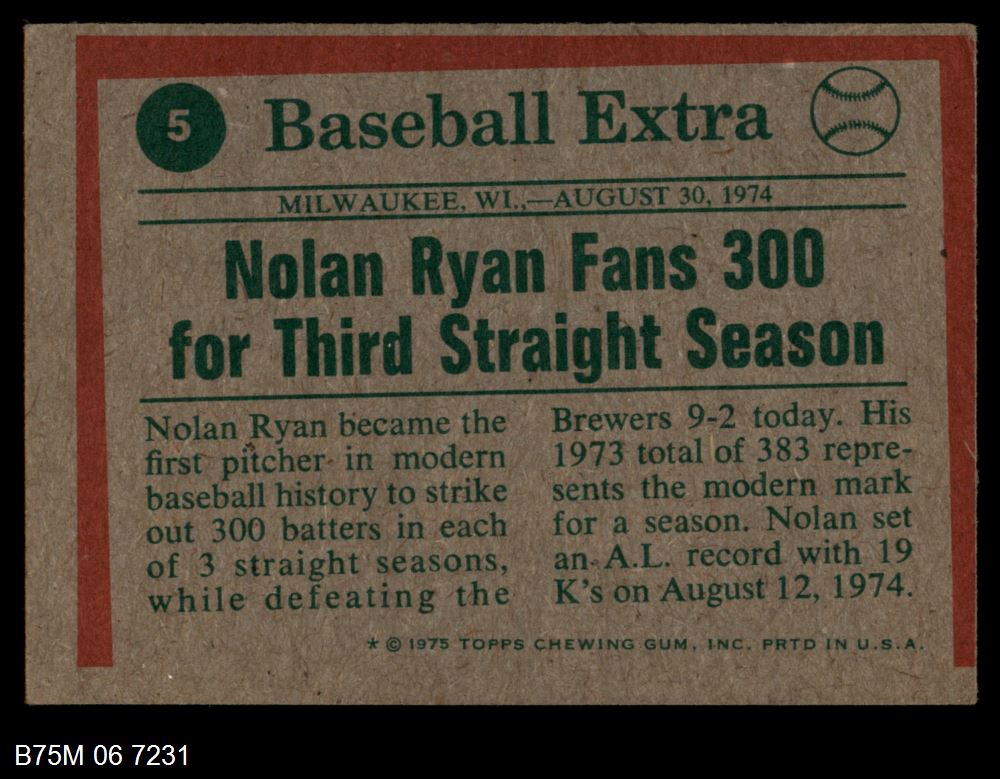 5
Baseball Extra
MILWAUKEE, WI.,—AUGUST 30, 1974
Nolan Ryan Fans 300
for Third Straight Season
Nolan Ryan became the
first pitcher in modern
baseball history to strike
out 300 batters in each
of 3 straight seasons,
while defeating the
Brewers 9-2 today. His
1973 total of 383 repre-
sents the modern mark
for a season. Nolan set
an A.L. record with 19
K's on August 12, 1974.
* © 1975 TOPPS CHEWING GUM, INC. PRTD IN U.S.A.
B75M 06 7231